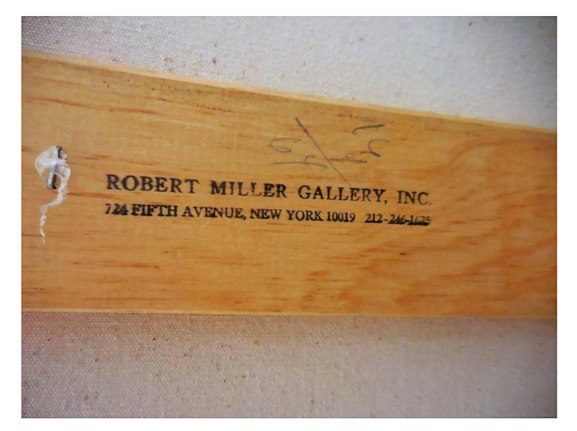 ROBERT MILLER GALLERY, INC.
724 FIFTH AVENUE, NEW YORK 10019 212-246-1625